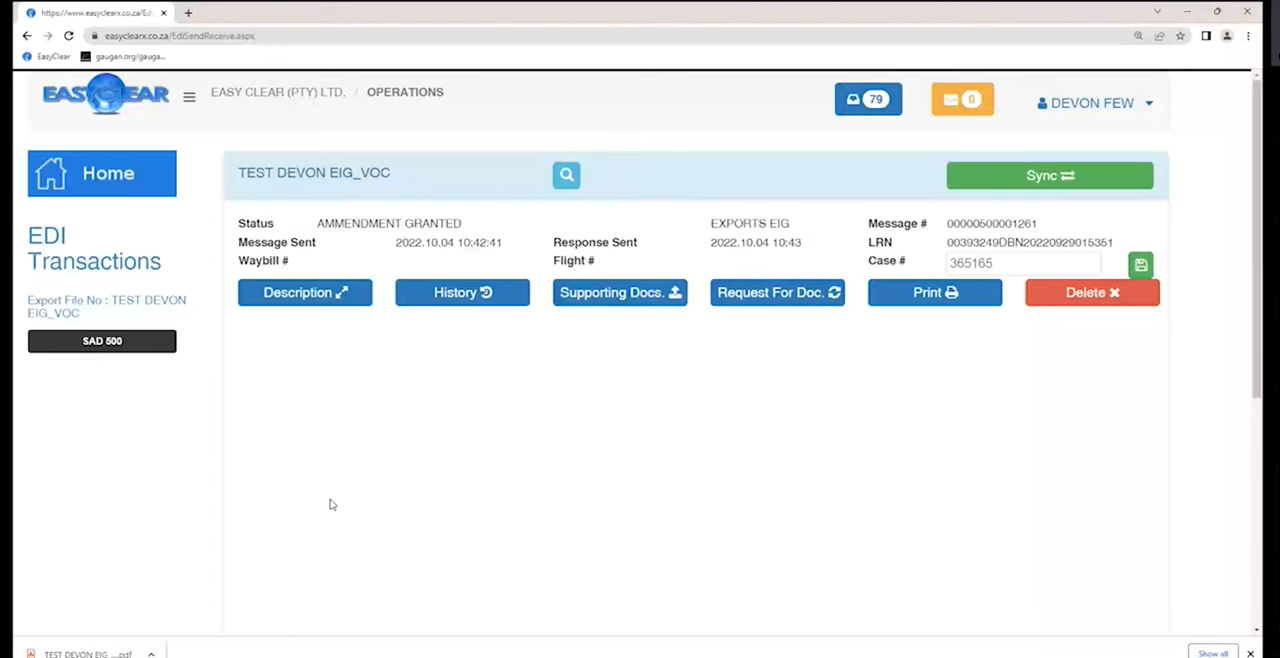 https://www.easyclearx.co.za/Ed
easyclearx.co.za/EdiSendReceive.aspx
EasyClear gaugan.org/gauga...
EASYCLEAR
EASY CLEAR (PTY) LTD. / OPERATIONS
79
0
DEVON FEW
Home
TEST DEVON EIG_VOC
Sync
EDI
Transactions
Export File No : TEST DEVON
EIG_VOC
SAD 500
Status AMMENDMENT GRANTED EXPORTS EIG Message # 00000500001261
Message Sent 2022.10.04 10:42:41 Response Sent 2022.10.04 10:43 LRN 00393249DBN20220929015351
Waybill # Flight # Case # 365165
Description History Supporting Docs. Request For Doc. Print Delete
TEST DEVON EIG_....pdf
Show all